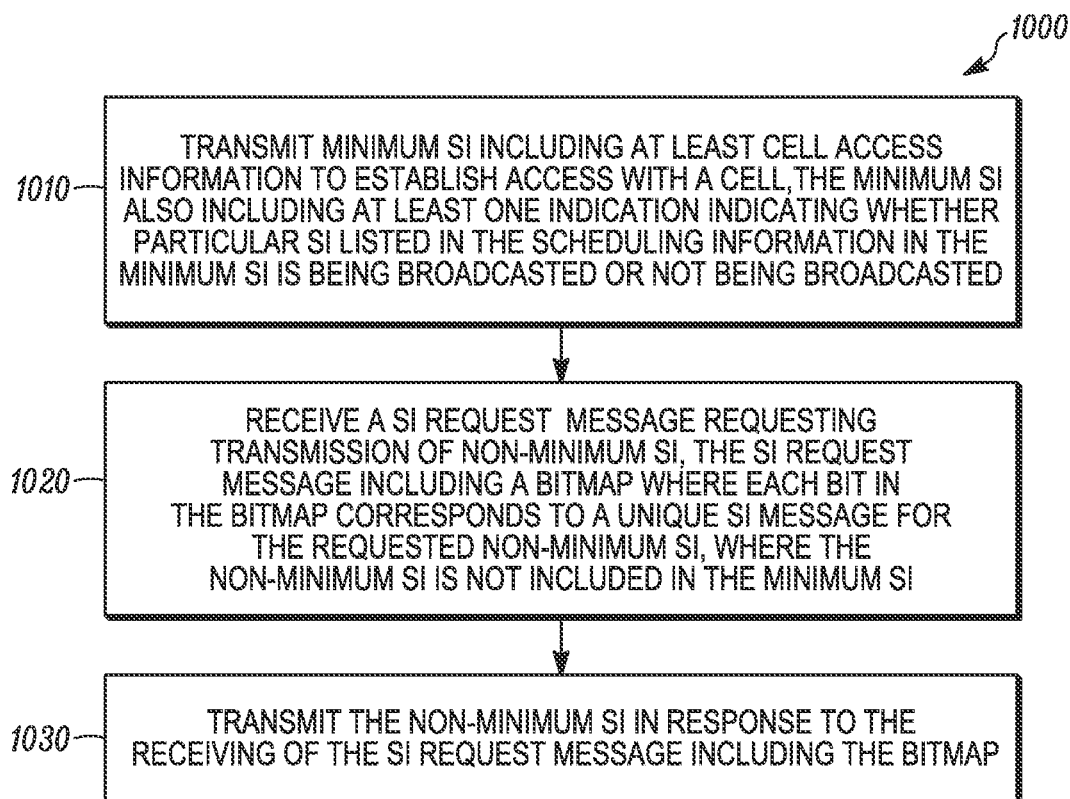 1000
1010
TRANSMIT MINIMUM SI INCLUDING AT LEAST CELL ACCESS
INFORMATION TO ESTABLISH ACCESS WITH A CELL, THE MINIMUM SI
ALSO INCLUDING AT LEAST ONE INDICATION INDICATING WHETHER
PARTICULAR SI LISTED IN THE SCHEDULING INFORMATION IN THE
MINIMUM SI IS BEING BROADCASTED OR NOT BEING BROADCASTED
1020
RECEIVE A SI REQUEST MESSAGE REQUESTING
TRANSMISSION OF NON-MINIMUM SI, THE SI REQUEST
MESSAGE INCLUDING A BITMAP WHERE EACH BIT IN
THE BITMAP CORRESPONDS TO A UNIQUE SI MESSAGE FOR
THE REQUESTED NON-MINIMUM SI, WHERE THE
NON-MINIMUM SI IS NOT INCLUDED IN THE MINIMUM SI
1030
TRANSMIT THE NON-MINIMUM SI IN RESPONSE TO THE
RECEIVING OF THE SI REQUEST MESSAGE INCLUDING THE BITMAP